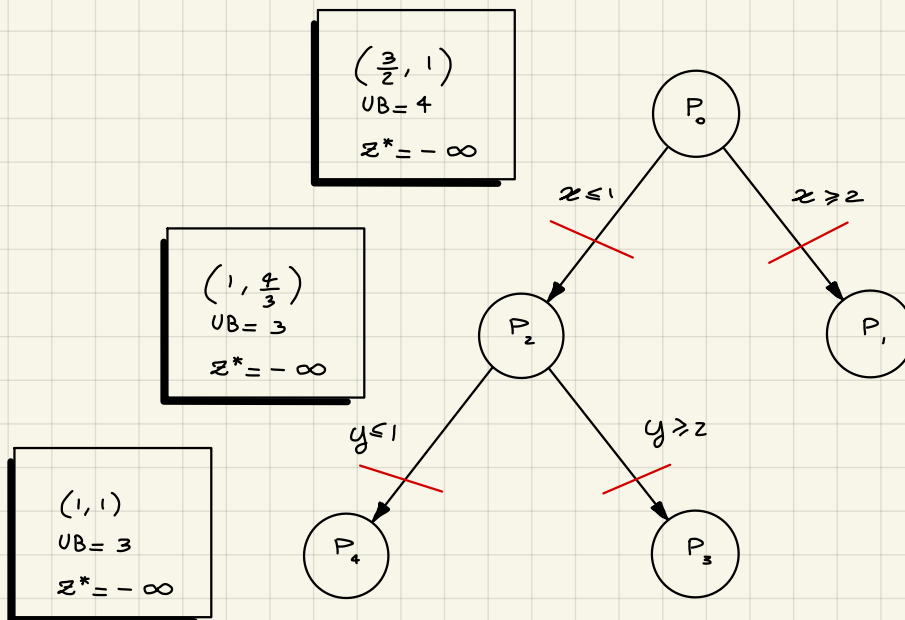 (3/2, 1)
UB = 4
z* = - ∞
P₀
x ≤ 1
x ⩾ 2
(1, 4/3)
UB = 3
z* = - ∞
P₂
P₁
y ≤ 1
y ⩾ 2
(1, 1)
UB = 3
z* = - ∞
P₄
P₃